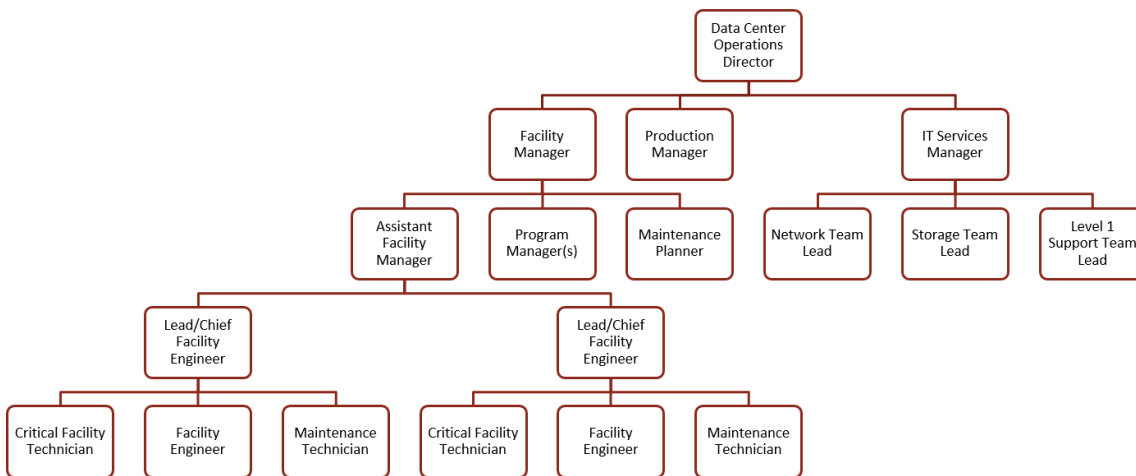 Data Center
Operations
Director
Facility
Manager
Production
Manager
IT Services
Manager
Assistant
Facility
Manager
Program
Manager(s)
Maintenance
Planner
Network Team
Lead
Storage Team
Lead
Level 1
Support Team
Lead
Lead/Chief
Facility
Engineer
Lead/Chief
Facility
Engineer
Critical Facility
Technician
Facility
Engineer
Maintenance
Technician
Critical Facility
Technician
Facility
Engineer
Maintenance
Technician